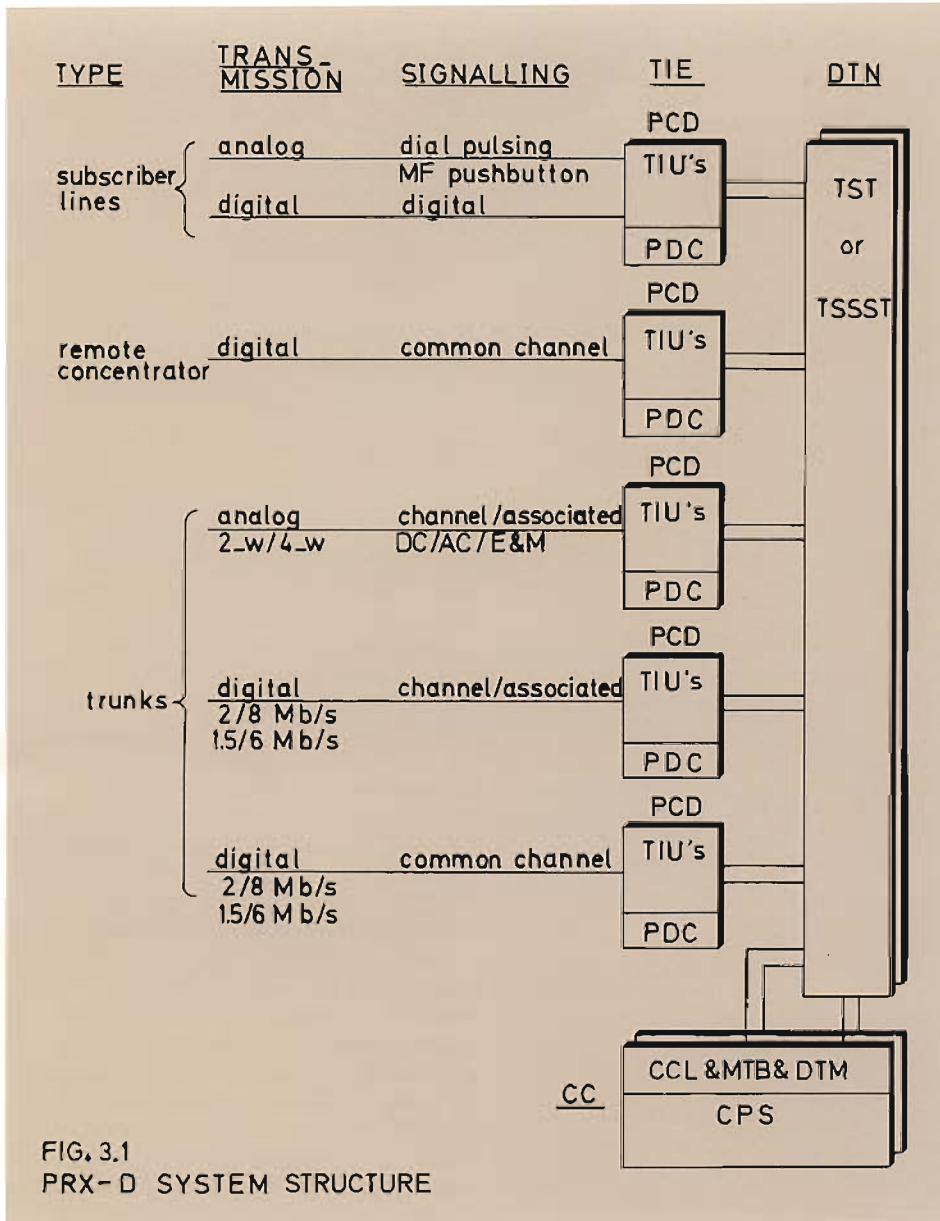 TYPE TRANS_ MISSION SIGNALLING TIE DTN
PCD
analog dial pulsing TIU's
MF pushbutton
subscriber lines
digital digital
PDC
TST
or
TSSST
PCD
remote concentrator digital common channel TIU's
PDC
PCD
analog channel/associated TIU's
2_w/4_w DC/AC/E&M
PDC
PCD
trunks digital channel/associated TIU's
2/8 Mb/s
1.5/6 Mb/s
PDC
PCD
digital common channel TIU's
2/8 Mb/s
1.5/6 Mb/s
PDC
CCL &MTB& DTM
CC
CPS
FIG. 3.1
PRX-D SYSTEM STRUCTURE